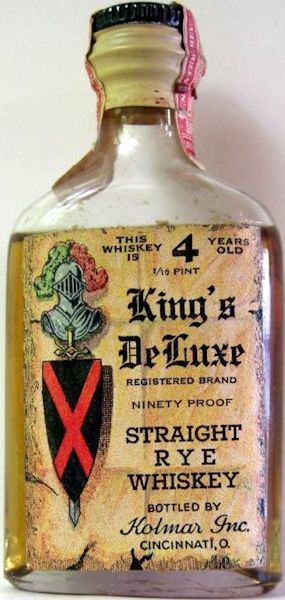 THIS WHISKEY IS 4 YEARS OLD
1/10 PINT
King's
DeLuxe
REGISTERED BRAND
NINETY PROOF
STRAIGHT
RYE
WHISKEY
BOTTLED BY
Holmar Inc.
CINCINNATI, O.